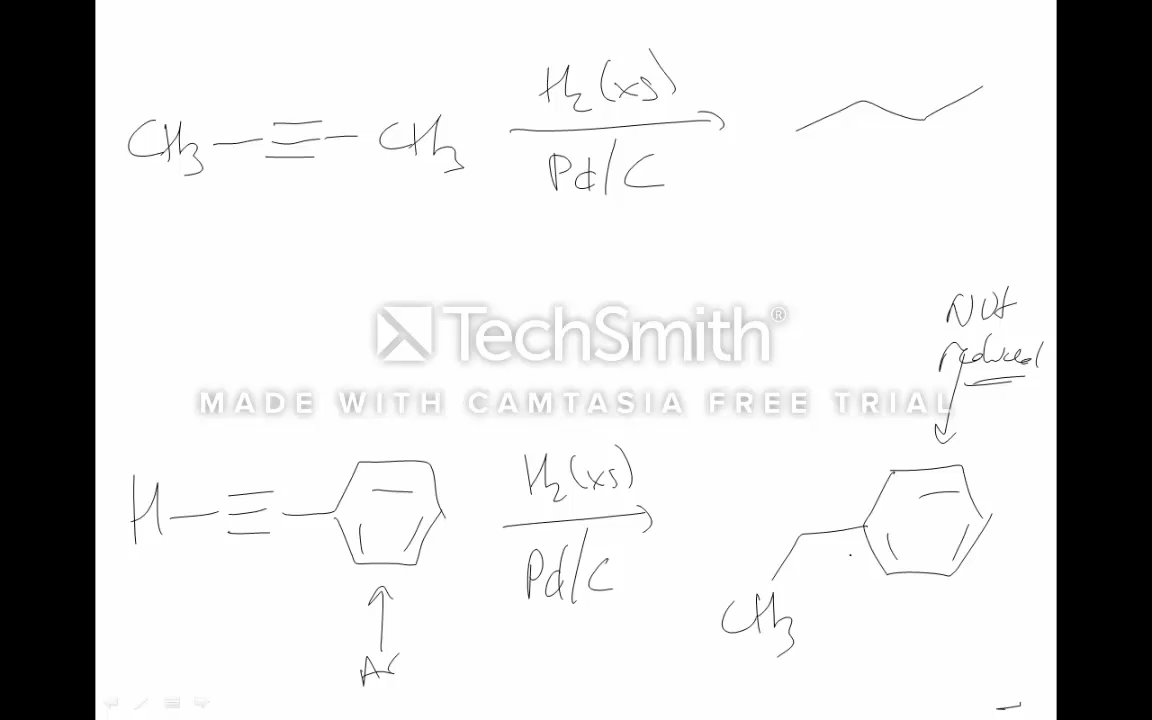 H₂(xs)
CH₃—≡—CH₃
Pd/C
Not
reduced
TechSmith®
MADE WITH CAMTASIA FREE TRIAL
H₂(xs)
H—≡—
Pd/C
CH₃
Ar